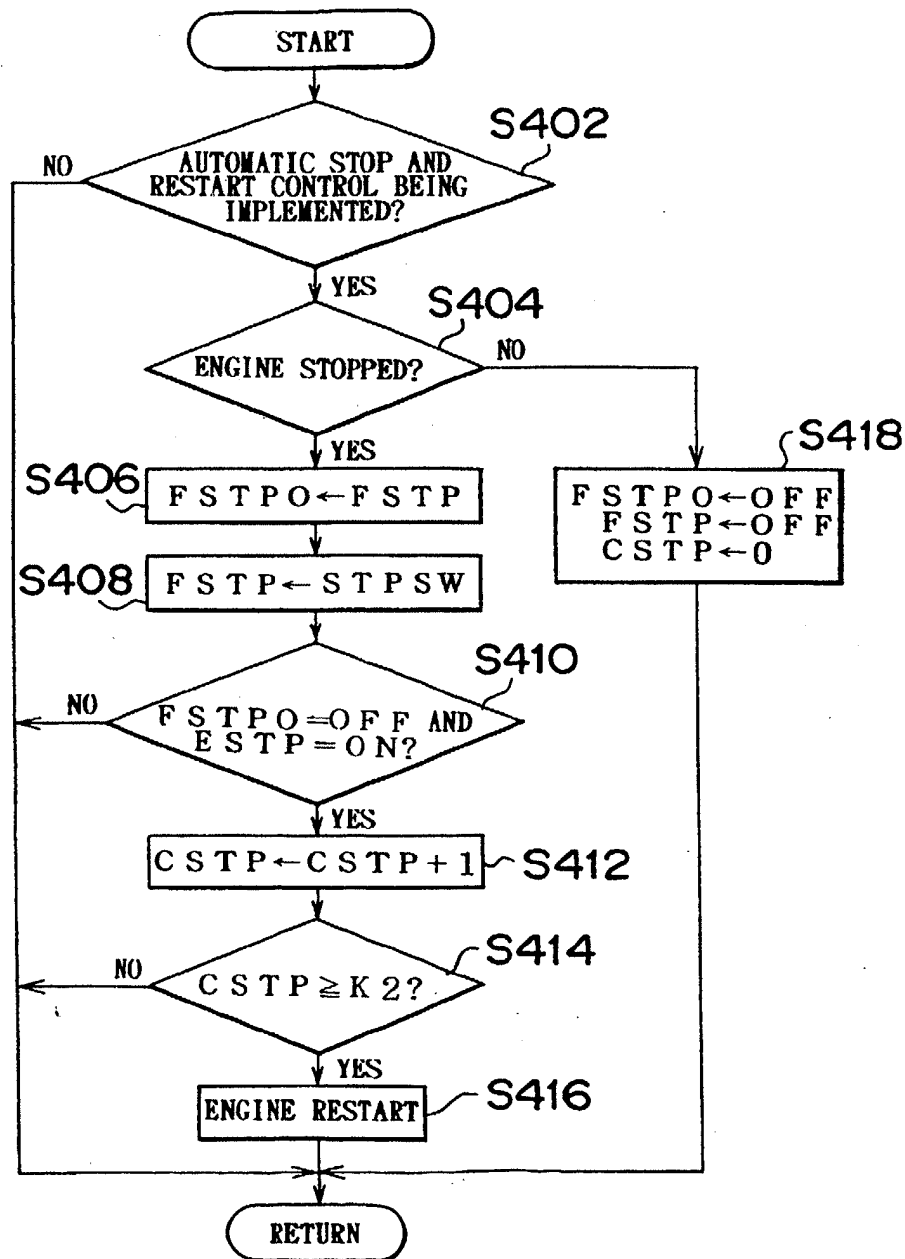 START
S402
NO
AUTOMATIC STOP AND
RESTART CONTROL BEING
IMPLEMENTED?
YES
S404
ENGINE STOPPED?
NO
YES
S406
FSTPO←FSTP
S418
FSTPO←OFF
FSTP←OFF
CSTP←0
S408
FSTP←STPSW
S410
NO
FSTPO=OFF AND
ESTP=ON?
YES
CSTP←CSTP+1
S412
S414
NO
CSTP≧K2?
YES
ENGINE RESTART
S416
RETURN